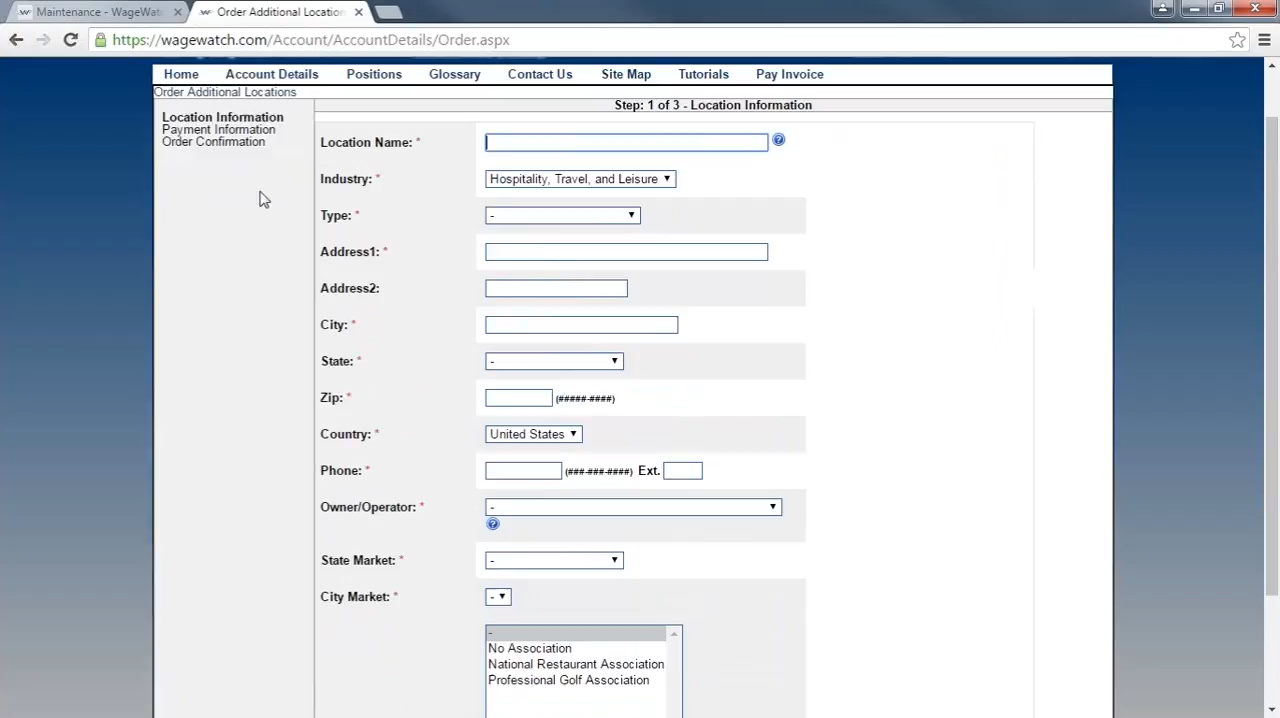 Maintenance - WageWat
Order Additional Location
https://wagewatch.com/Account/AccountDetails/Order.aspx
Home Account Details Positions Glossary Contact Us Site Map Tutorials Pay Invoice
Order Additional Locations
Step: 1 of 3 - Location Information
Location Information
Payment Information
Order Confirmation
Location Name: *
Industry: * Hospitality, Travel, and Leisure
Type: * -
Address1: *
Address2:
City: *
State: * -
Zip: * (#####-####)
Country: * United States
Phone: * (###-###-####) Ext.
Owner/Operator: * -
State Market: * -
City Market: * -
-
No Association
National Restaurant Association
Professional Golf Association